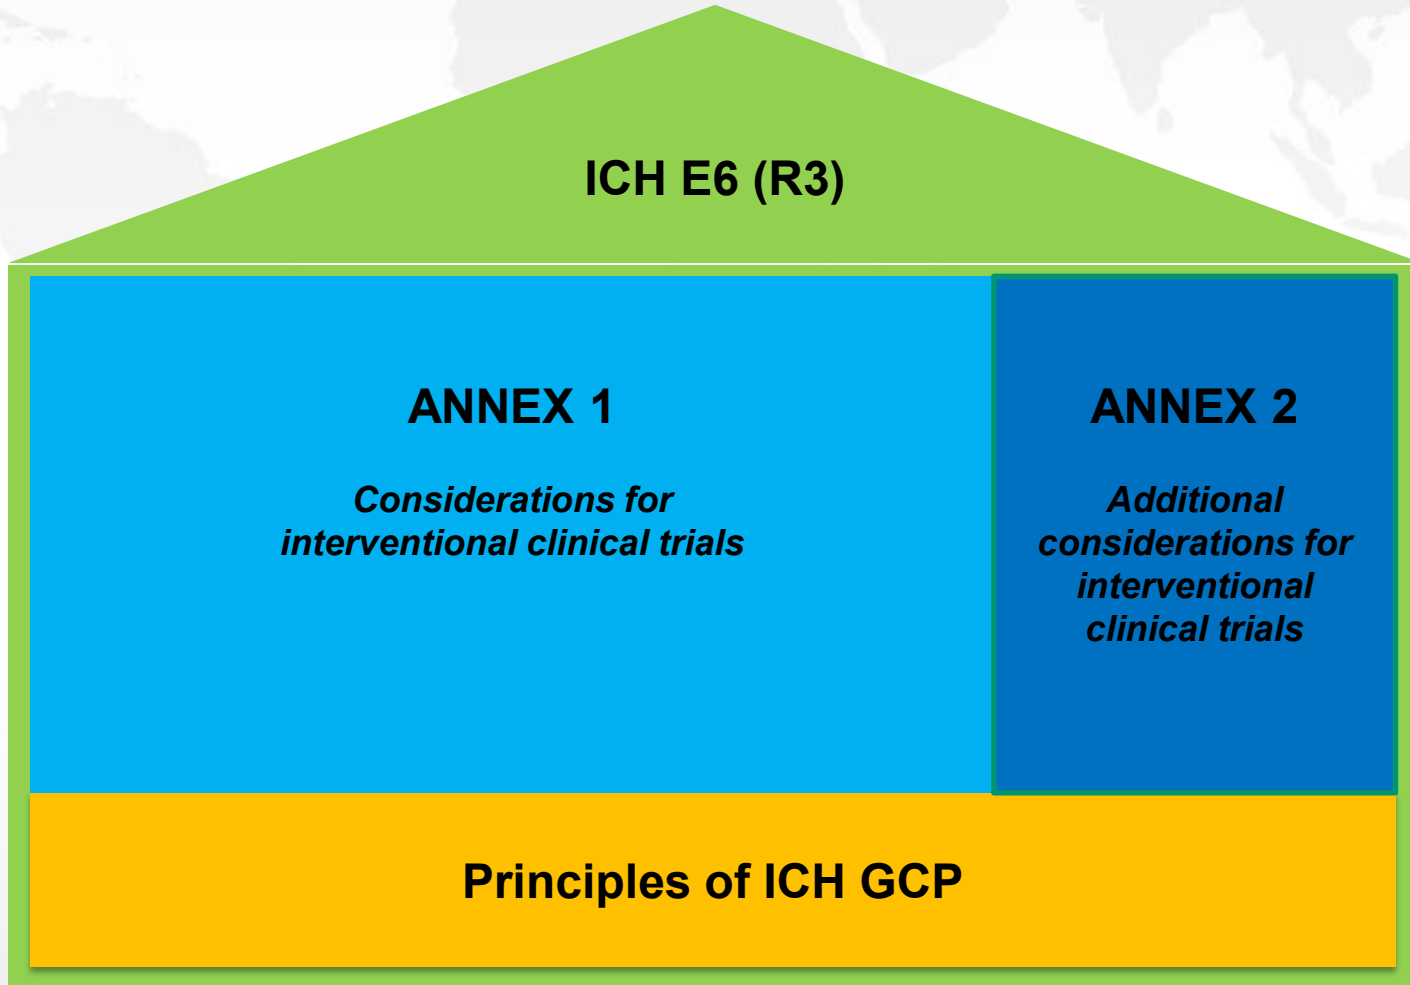 ICH E6 (R3)
ANNEX 1
Considerations for
interventional clinical trials
ANNEX 2
Additional
considerations for
interventional
clinical trials
Principles of ICH GCP